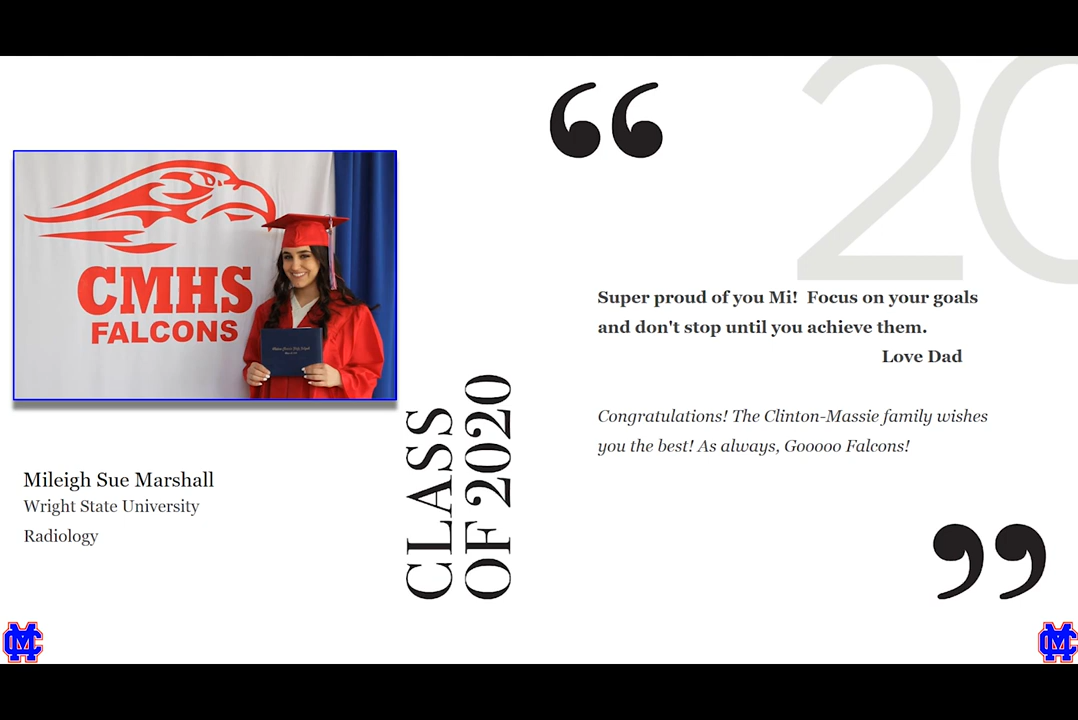 CMHS
FALCONS
Mileigh Sue Marshall
Wright State University
Radiology
CLASS
OF 2020
20
Super proud of you Mi!  Focus on your goals
and don't stop until you achieve them.
Love Dad
Congratulations! The Clinton-Massie family wishes
you the best! As always, Gooooo Falcons!